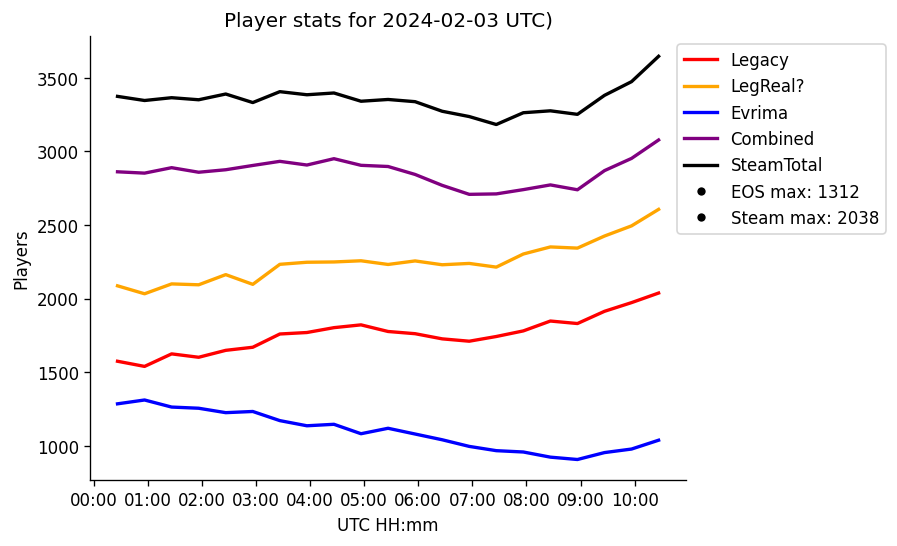 Player stats for 2024-02-03 UTC)
Players
3500
3000
2500
2000
1500
1000
00:00 01:00 02:00 03:00 04:00 05:00 06:00 07:00 08:00 09:00 10:00
UTC HH:mm
Legacy
LegReal?
Evrima
Combined
SteamTotal
EOS max: 1312
Steam max: 2038